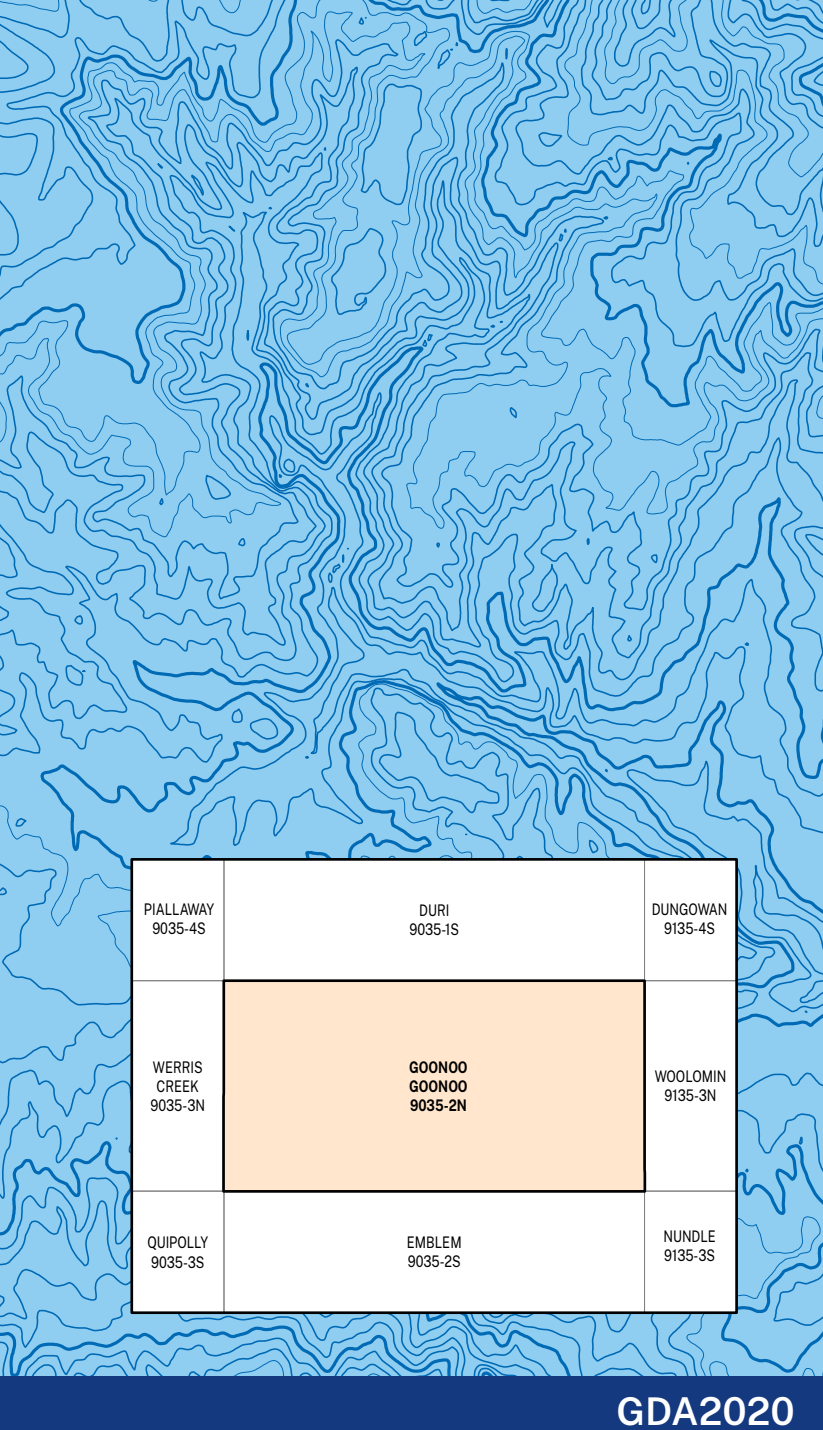 PIALLAWAY
9035-4S
DURI
9035-1S
DUNGOWAN
9135-4S
WERRIS
CREEK
9035-3N
GOONOO
GOONOO
9035-2N
WOOLOMIN
9135-3N
QUIPOLLY
9035-3S
EMBLEM
9035-2S
NUNDLE
9135-3S
GDA2020